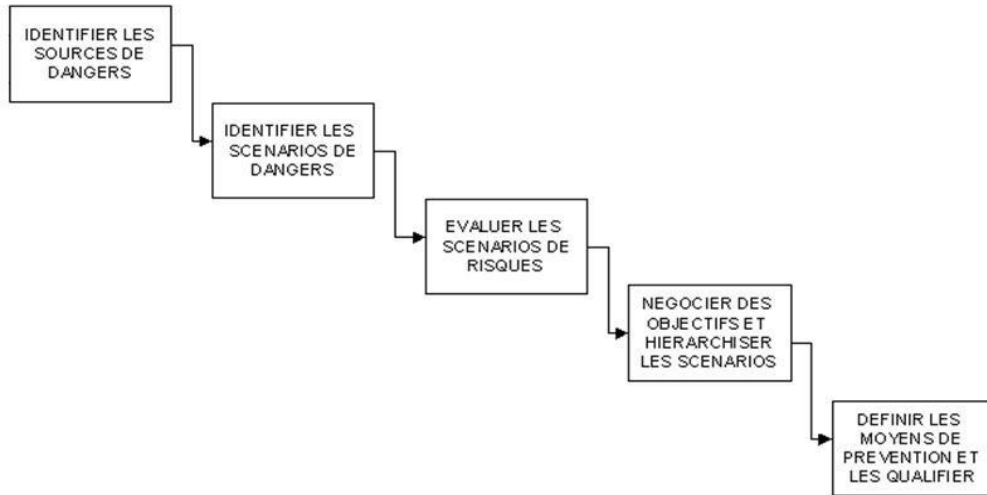 IDENTIFIER LES
SOURCES DE
DANGERS
IDENTIFIER LES
SCENARIOS DE
DANGERS
EVALUER LES
SCENARIOS DE
RISQUES
NEGOCIER DES
OBJECTIFS ET
HIERARCHISER
LES SCENARIOS
DEFINIR LES
MOYENS DE
PREVENTION ET
LES QUALIFIER